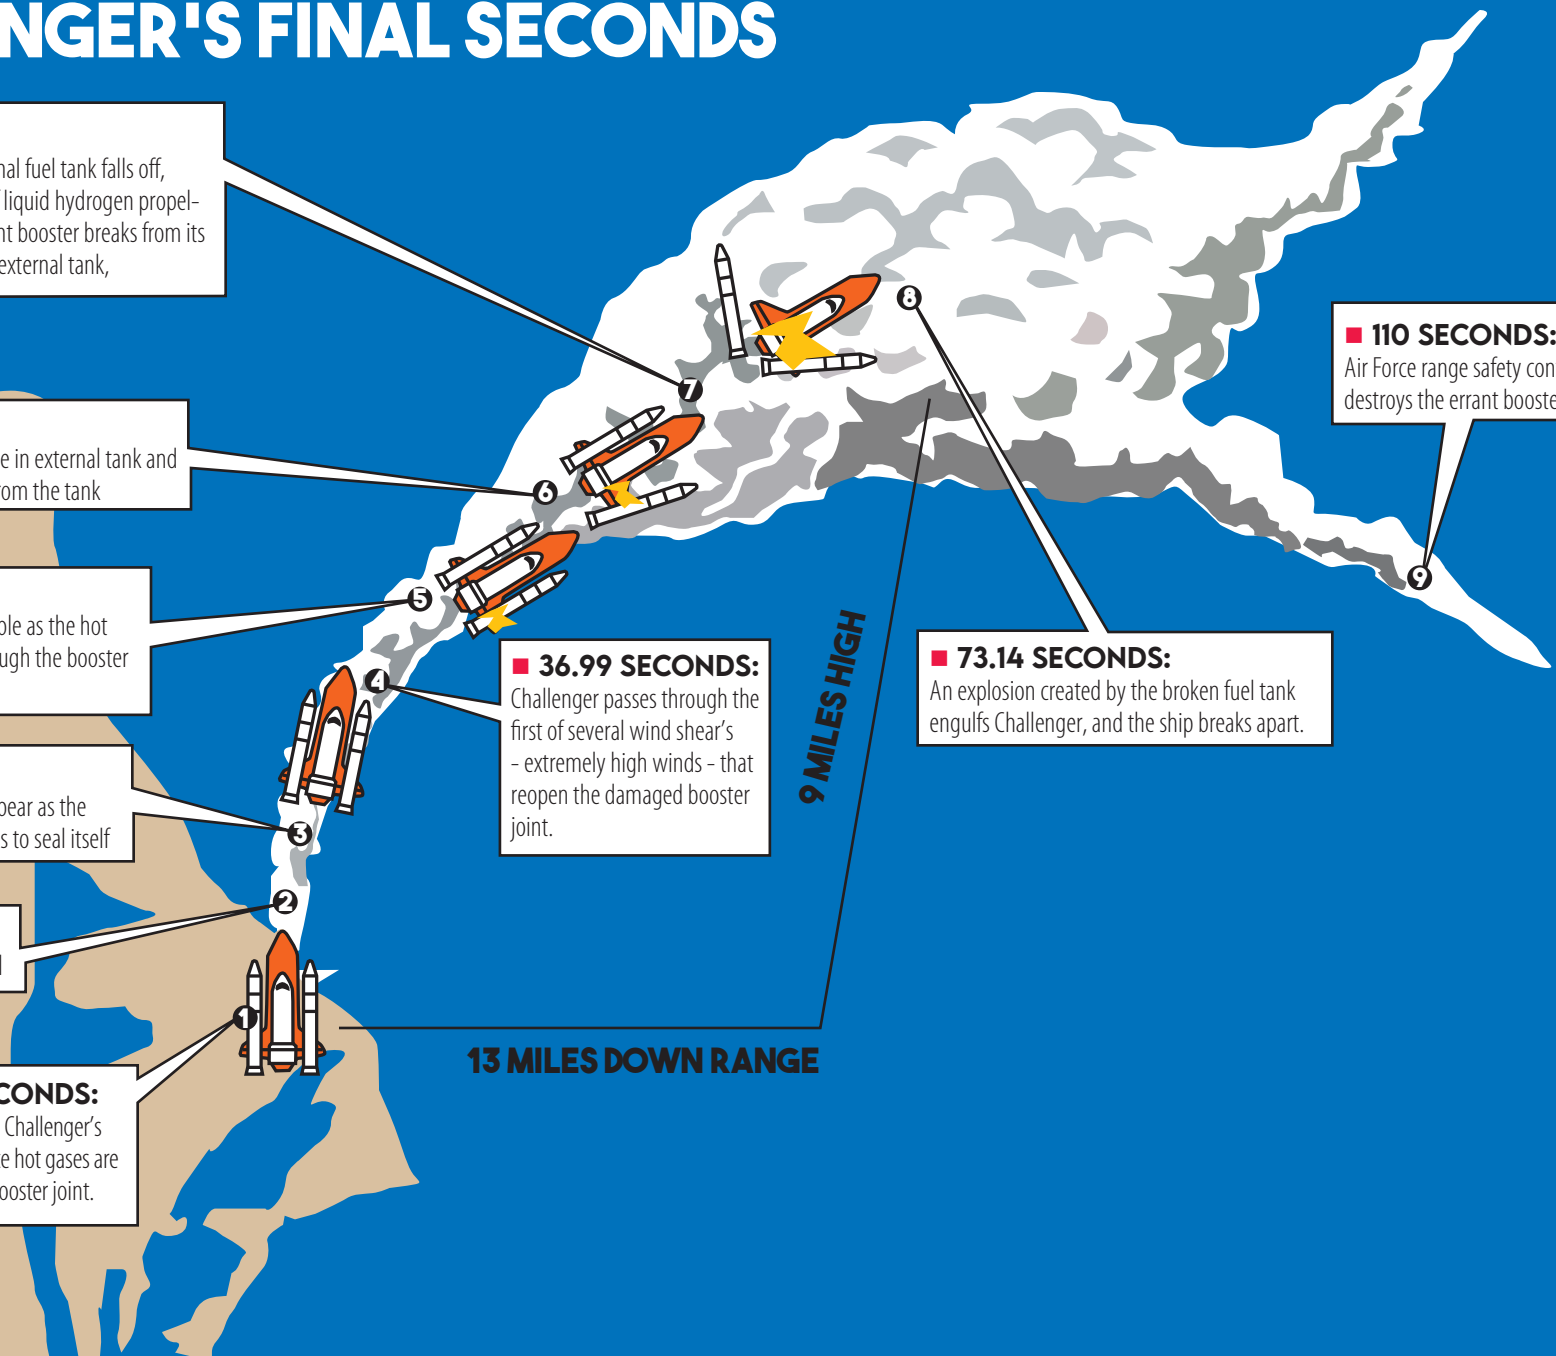 NGER'S FINAL SECONDS
nal fuel tank falls off,
liquid hydrogen propel-
nt booster breaks from its
external tank,
7
8
■ 110 SECONDS:
Air Force range safety con
destroys the errant booste
e in external tank and
rom the tank
6
9
ole as the hot
ugh the booster
5
4
■ 36.99 SECONDS:
Challenger passes through the
first of several wind shear's
- extremely high winds - that
reopen the damaged booster
joint.
9 MILES HIGH
■ 73.14 SECONDS:
An explosion created by the broken fuel tank
engulfs Challenger, and the ship breaks apart.
pear as the
s to seal itself
3
2
1
13 MILES DOWN RANGE
CONDS:
Challenger's
te hot gases are
ooster joint.